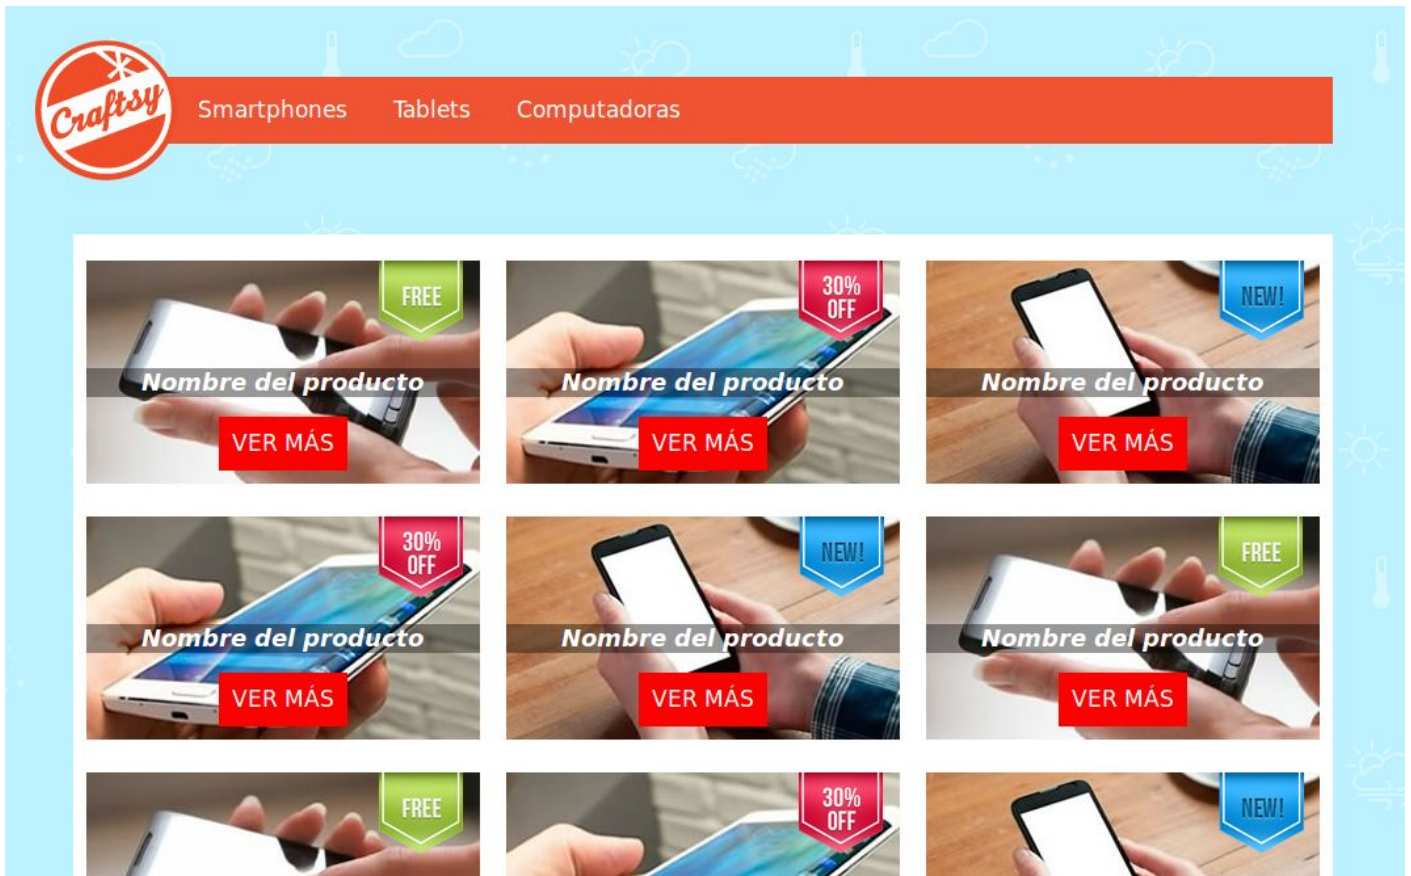 Craftsy
Smartphones Tablets Computadoras
FREE
30%
OFF
NEW!
Nombre del producto Nombre del producto Nombre del producto
VER MÁS VER MÁS VER MÁS
30%
OFF
NEW!
FREE
Nombre del producto Nombre del producto Nombre del producto
VER MÁS VER MÁS VER MÁS
FREE
30%
OFF
NEW!